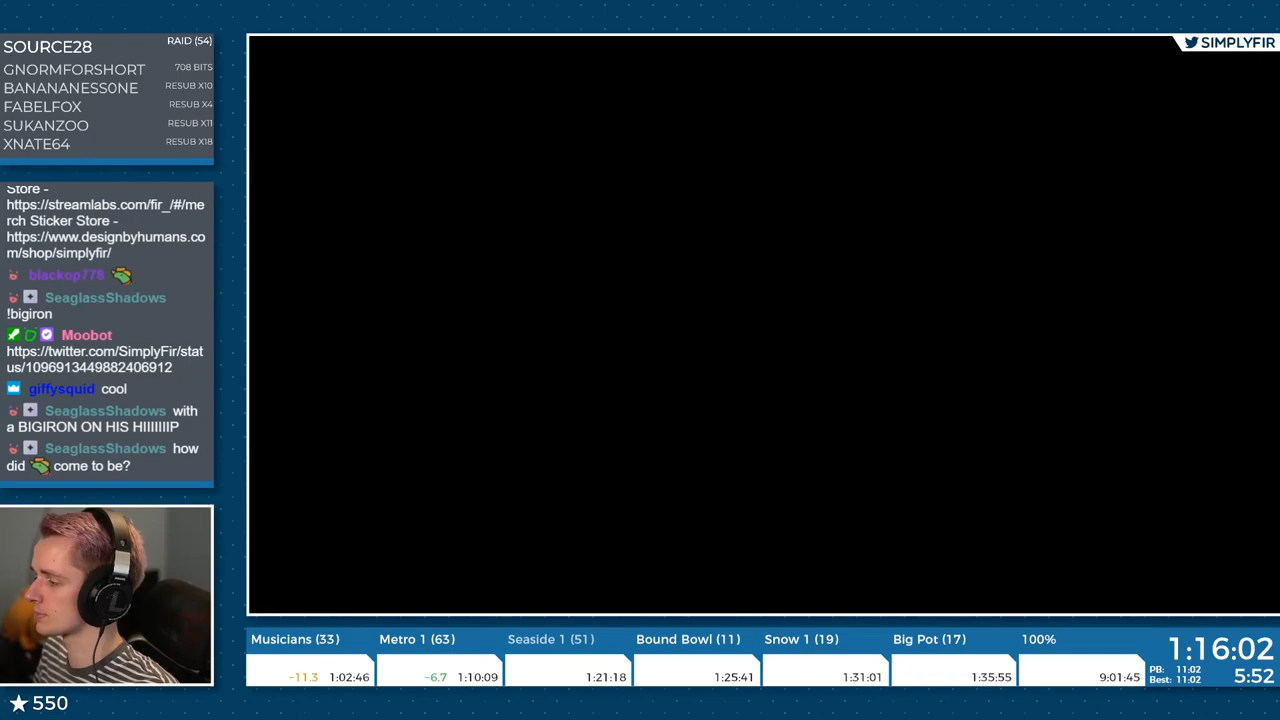 SOURCE28 RAID (54)
GNORMFORSHORT 708 BITS
BANANANESS0NE RESUB X10
FABELFOX RESUB X4
SUKANZOO RESUB X11
XNATE64 RESUB X18
SIMPLYFIR
Store -
https://streamlabs.com/fir_/#/me
rch Sticker Store -
https://www.designbyhumans.co
m/shop/simplyfir/
blackop778
SeaglassShadows
!bigiron
Moobot
https://twitter.com/SimplyFir/stat
us/1096913449882406912
giffysquid cool
SeaglassShadows with
a BIGIRON ON HIS HIIIIIIIP
SeaglassShadows how
did come to be?
Musicians (33) Metro 1 (63) Seaside 1 (51) Bound Bowl (11) Snow 1 (19) Big Pot (17) 100%
-11.3 1:02:46 -6.7 1:10:09 1:21:18 1:25:41 1:31:01 1:35:55 9:01:45
1:16:02
PB: 11:02
Best: 11:02 5:52
★ 550